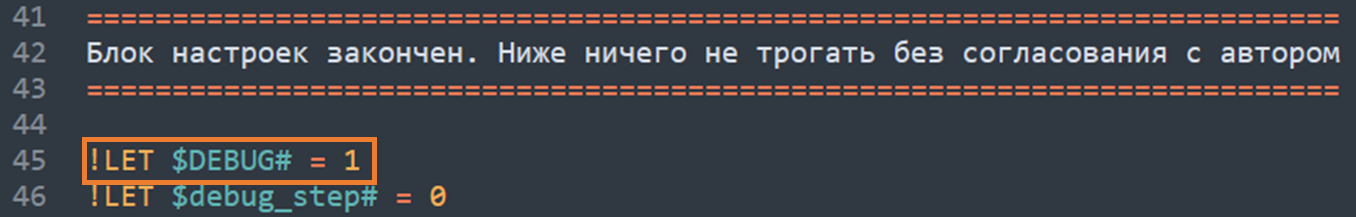 41 =========================================================================
42 Блок настроек закончен. Ниже ничего не трогать без согласования с автором
43 =========================================================================
44
45 !LET $DEBUG# = 1
46 !LET $debug_step# = 0